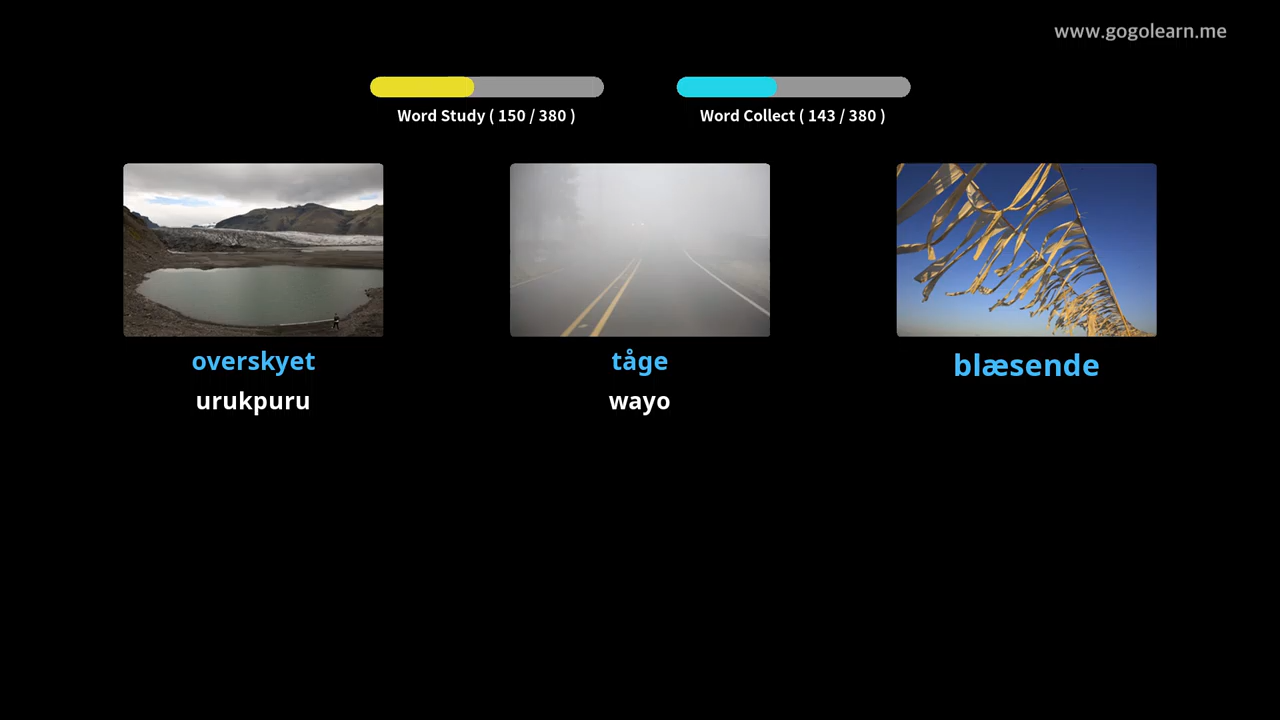 www.gogolearn.me
Word Study ( 150 / 380 )
Word Collect ( 143 / 380 )
overskyet
tåge
blæsende
urukpuru
wayo